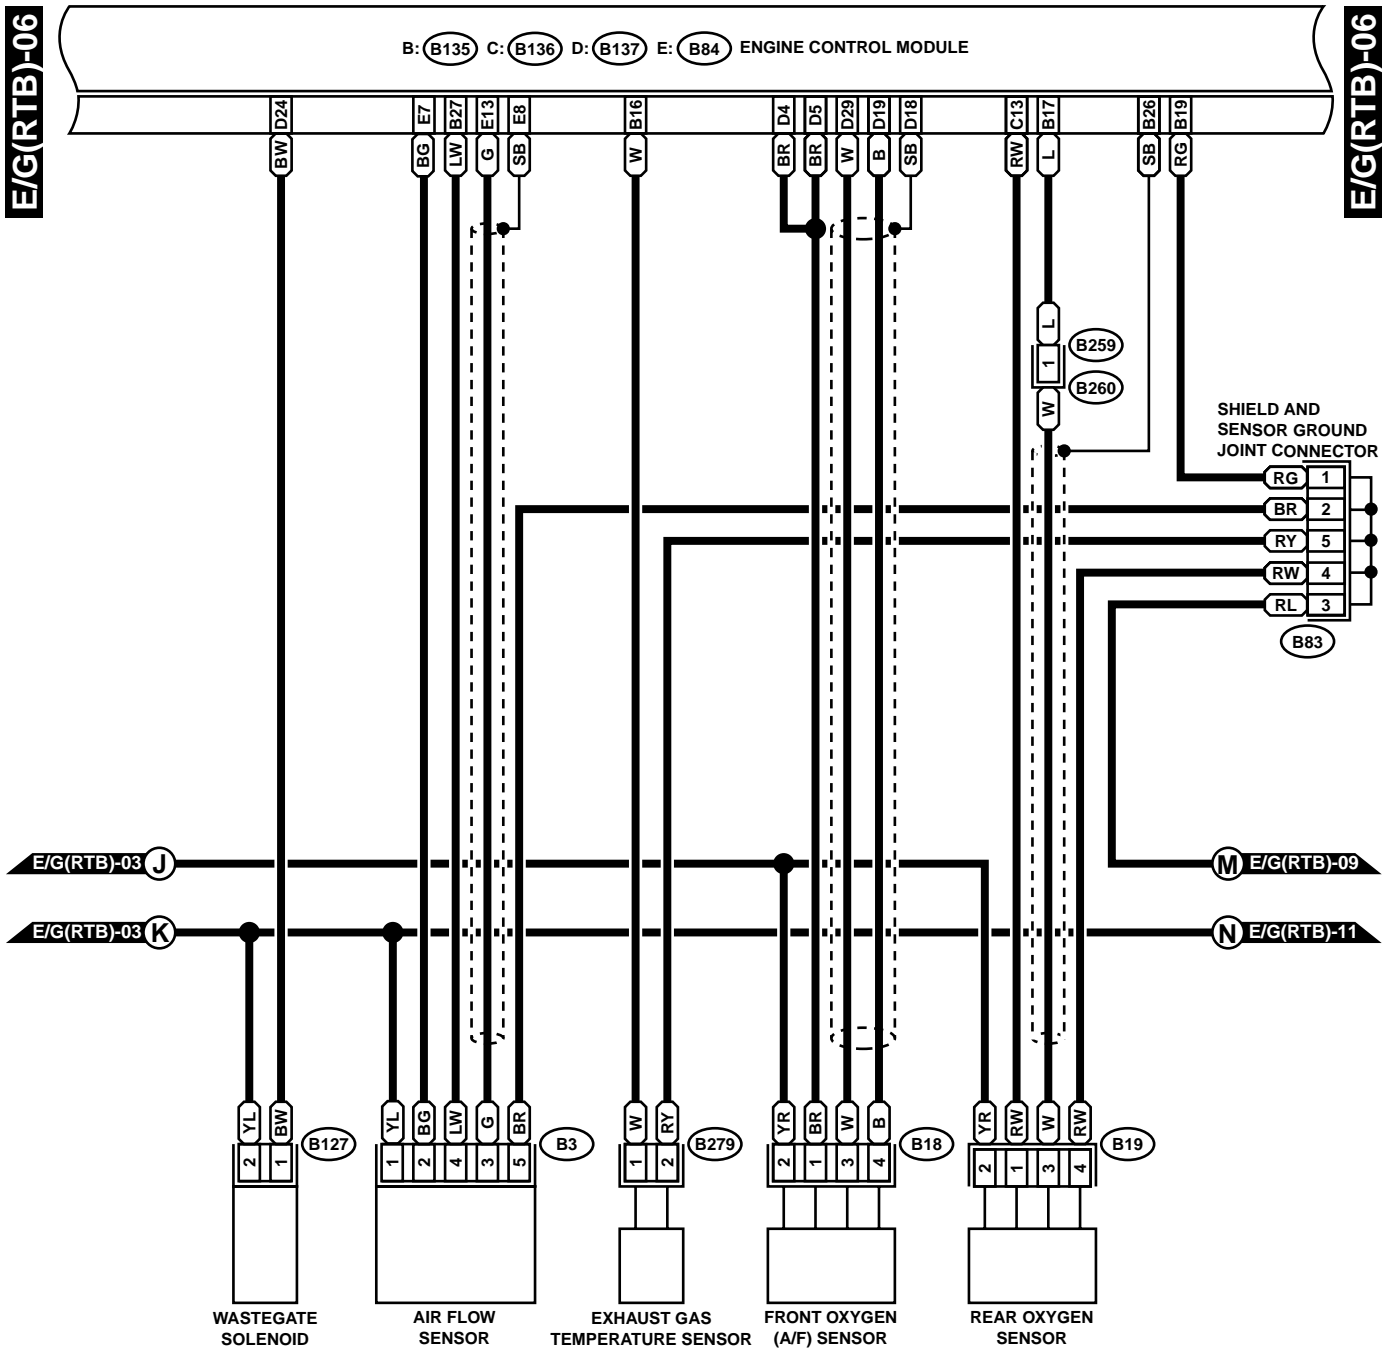 E/G(RTB)-06
B: B135 C: B136 D: B137 E: B84 ENGINE CONTROL MODULE
E/G(RTB)-06
D24 E7 B27 E13 E8 B16 D4 D5 D29 D19 D18 C13 B17 B26 B19
BW BG LW G SB W BR BR W B SB RW L SB RG
L
B259
1
B260
W
SHIELD AND
SENSOR GROUND
JOINT CONNECTOR
RG 1
BR 2
RY 5
RW 4
RL 3
B83
E/G(RTB)-03 J
M E/G(RTB)-09
E/G(RTB)-03 K
N E/G(RTB)-11
YL BW YL BG LW G BR W RY YR BR W B YR RW W RW
B127 B3 B279 B18 B19
2 1 1 2 4 3 5 1 2 2 1 3 4 2 1 3 4
WASTEGATE
SOLENOID
AIR FLOW
SENSOR
EXHAUST GAS
TEMPERATURE SENSOR
FRONT OXYGEN
(A/F) SENSOR
REAR OXYGEN
SENSOR